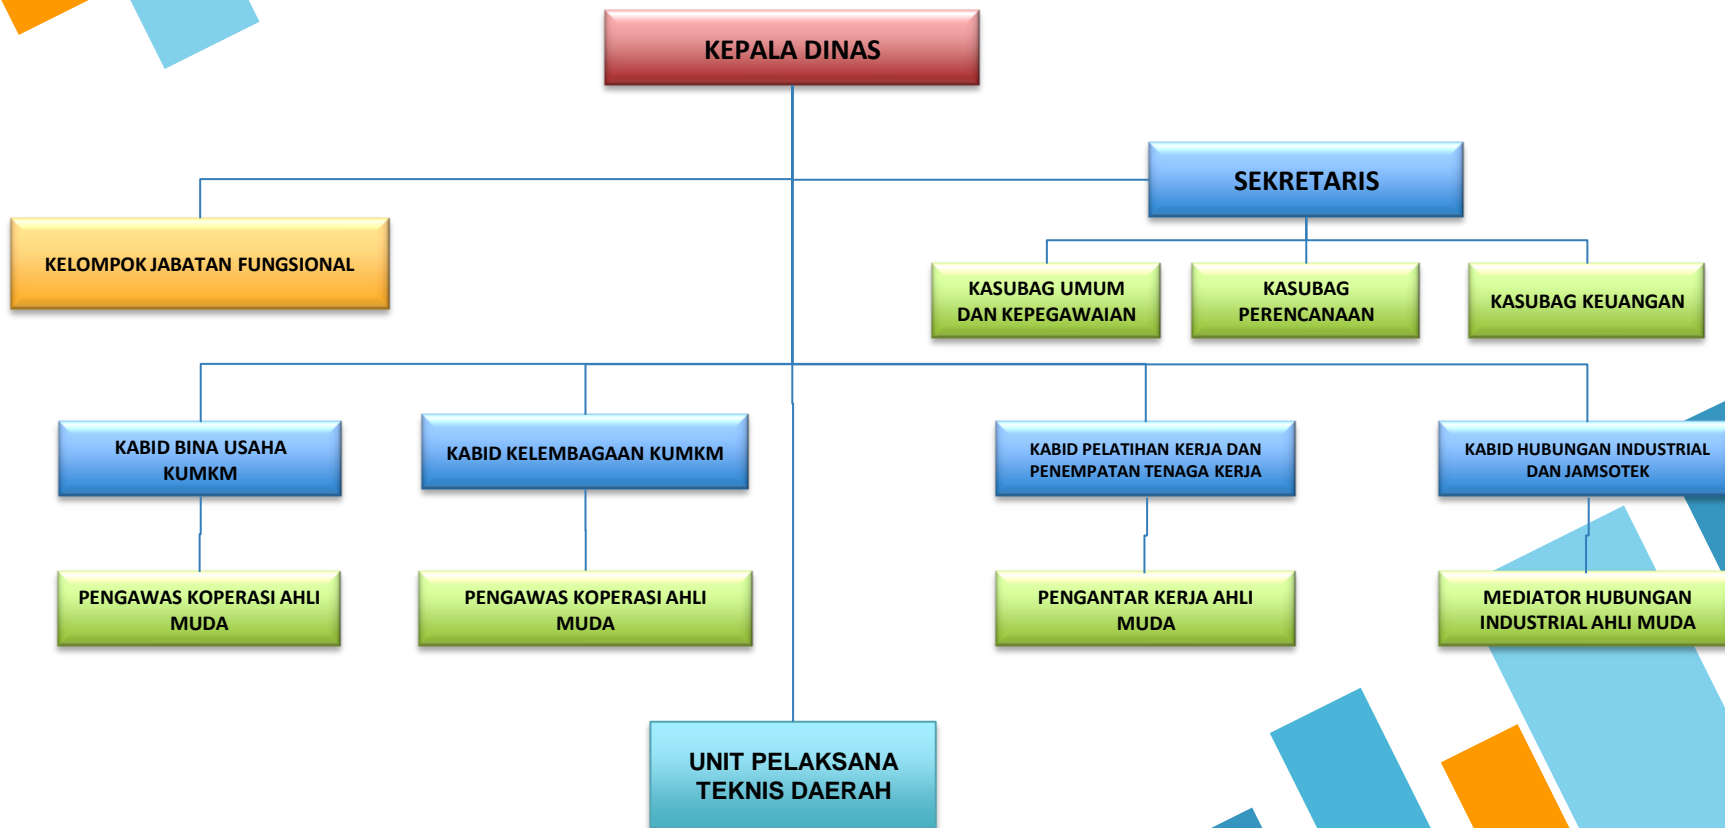 KEPALA DINAS
SEKRETARIS
KELOMPOK JABATAN FUNGSIONAL
KASUBAG UMUM
DAN KEPEGAWAIAN
KASUBAG
PERENCANAAN
KASUBAG KEUANGAN
KABID BINA USAHA
KUMKM
KABID KELEMBAGAAN KUMKM
KABID PELATIHAN KERJA DAN
PENEMPATAN TENAGA KERJA
KABID HUBUNGAN INDUSTRIAL
DAN JAMSOTEK
PENGAWAS KOPERASI AHLI
MUDA
PENGAWAS KOPERASI AHLI
MUDA
PENGANTAR KERJA AHLI
MUDA
MEDIATOR HUBUNGAN
INDUSTRIAL AHLI MUDA
UNIT PELAKSANA
TEKNIS DAERAH